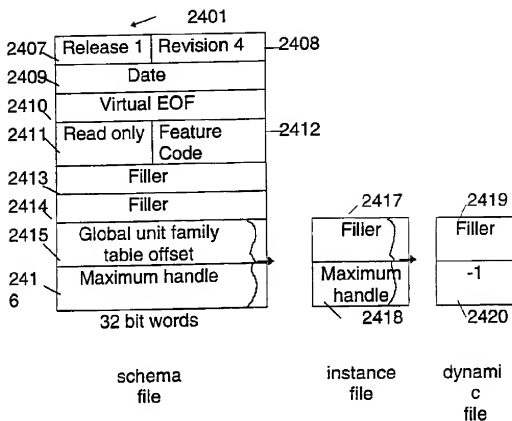 2401
2407 Release 1 Revision 4 2408
2409 Date
2410 Virtual EOF
2411 Read only Feature Code 2412
2413 Filler
2414 Filler
2415 Global unit family table offset
241
6 Maximum handle
32 bit words
schema
file
2417
Filler
Maximum
handle
2418
instance
file
2419
Filler
-1
2420
dynami
c
file